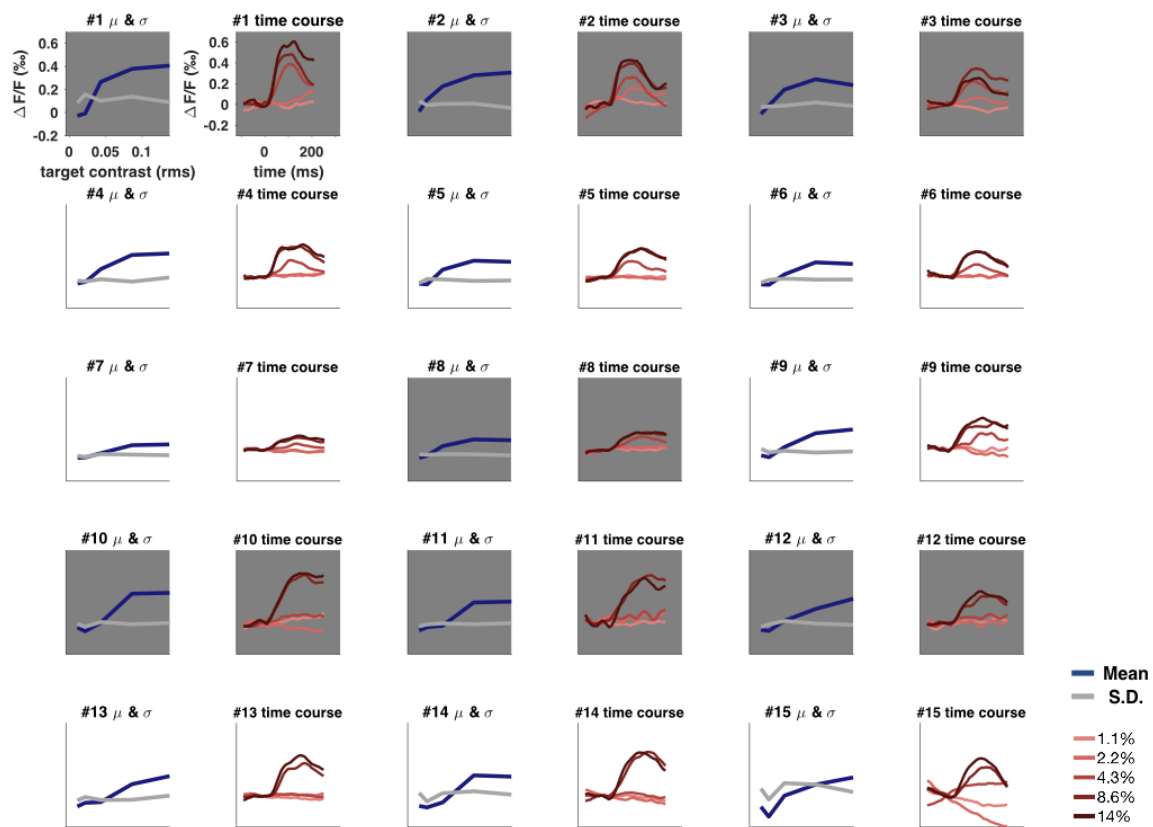 #1 μ & σ
#1 time course
#2 μ & σ
#2 time course
#3 μ & σ
#3 time course
0.6
0.4
0.2
0
-0.2
Δ F/F (‰)
0.6
0.4
0.2
0
-0.2
Δ F/F (‰)
0 0.05 0.1
target contrast (rms)
0 200
time (ms)
#4 μ & σ
#4 time course
#5 μ & σ
#5 time course
#6 μ & σ
#6 time course
#7 μ & σ
#7 time course
#8 μ & σ
#8 time course
#9 μ & σ
#9 time course
#10 μ & σ
#10 time course
#11 μ & σ
#11 time course
#12 μ & σ
#12 time course
#13 μ & σ
#13 time course
#14 μ & σ
#14 time course
#15 μ & σ
#15 time course
Mean
S.D.
1.1%
2.2%
4.3%
8.6%
14%